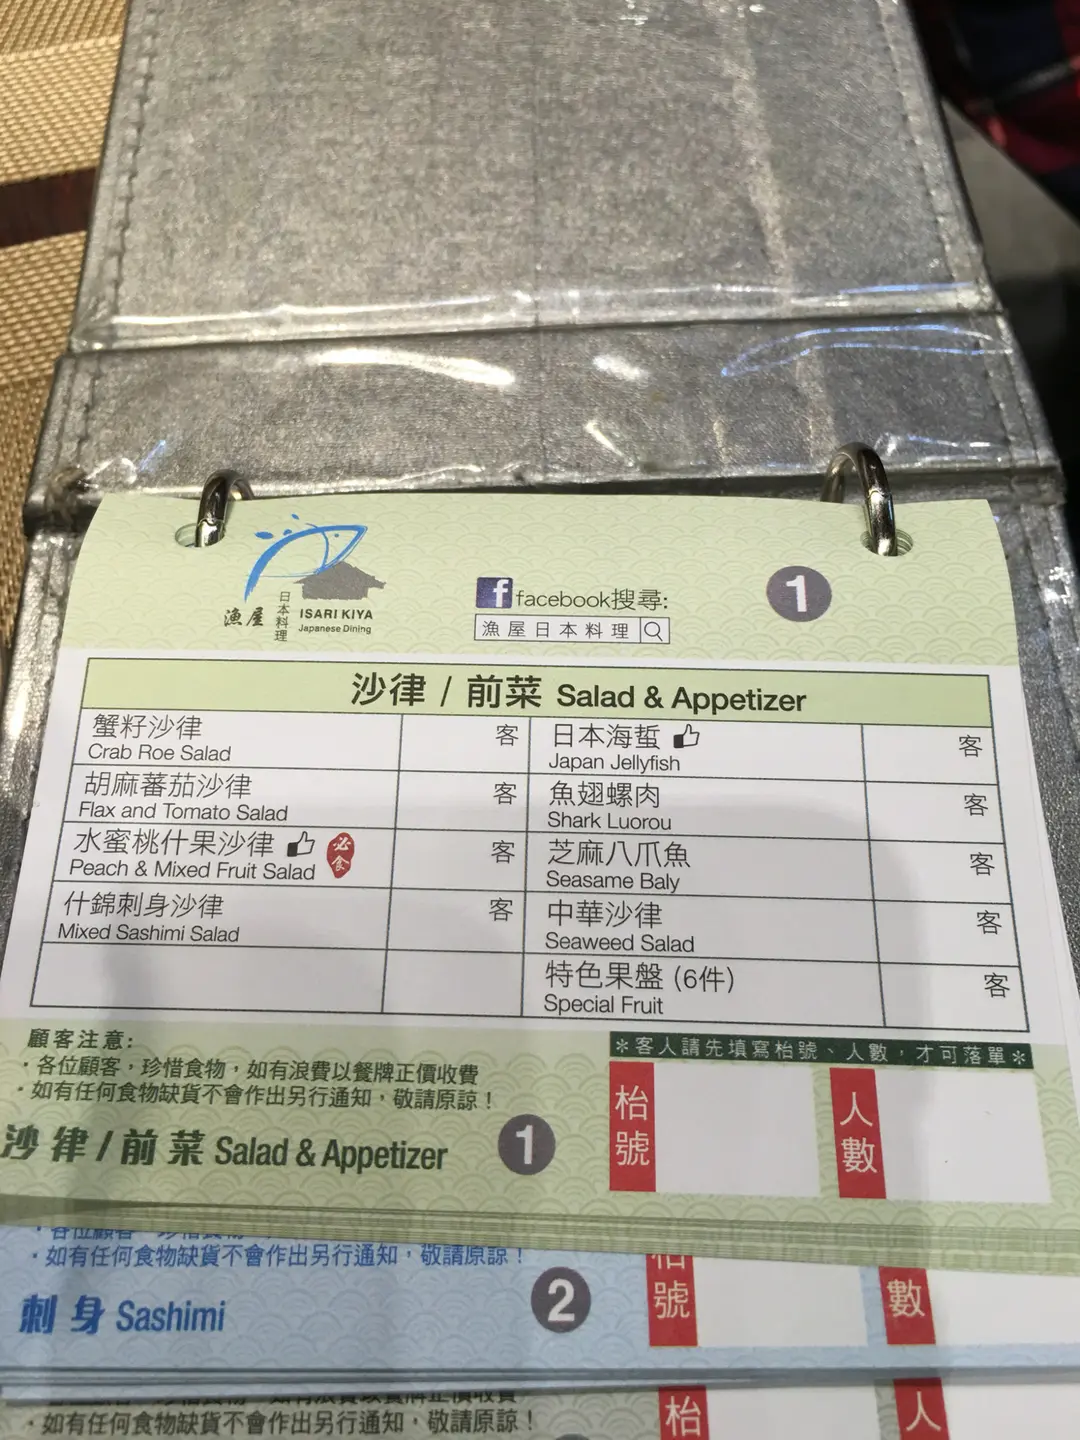 漁屋 日本料理
ISARI KIYA
Japanese Dining
facebook搜尋:
漁屋日本料理
1
沙律 / 前菜 Salad & Appetizer
蟹籽沙律 客
Crab Roe Salad
胡麻蕃茄沙律 客
Flax and Tomato Salad
水蜜桃什果沙律 必食 客
Peach & Mixed Fruit Salad
什錦刺身沙律 客
Mixed Sashimi Salad
日本海蜇 客
Japan Jellyfish
魚翅螺肉 客
Shark Luorou
芝麻八爪魚 客
Seasame Baly
中華沙律 客
Seaweed Salad
特色果盤 (6件) 客
Special Fruit
顧客注意:
·各位顧客,珍惜食物,如有浪費以餐牌正價收費
·如有任何食物缺貨不會作出另行通知,敬請原諒!
沙律/前菜 Salad & Appetizer 1
*客人請先填寫枱號、人數,才可落單*
枱號 人數
·各位顧客
·如有任何食物缺貨不會作出另行通知,敬請原諒!
刺身 Sashimi 2
枱號 數
·如有任何食物缺貨不會作出另行通知,敬請原諒!
枱 人